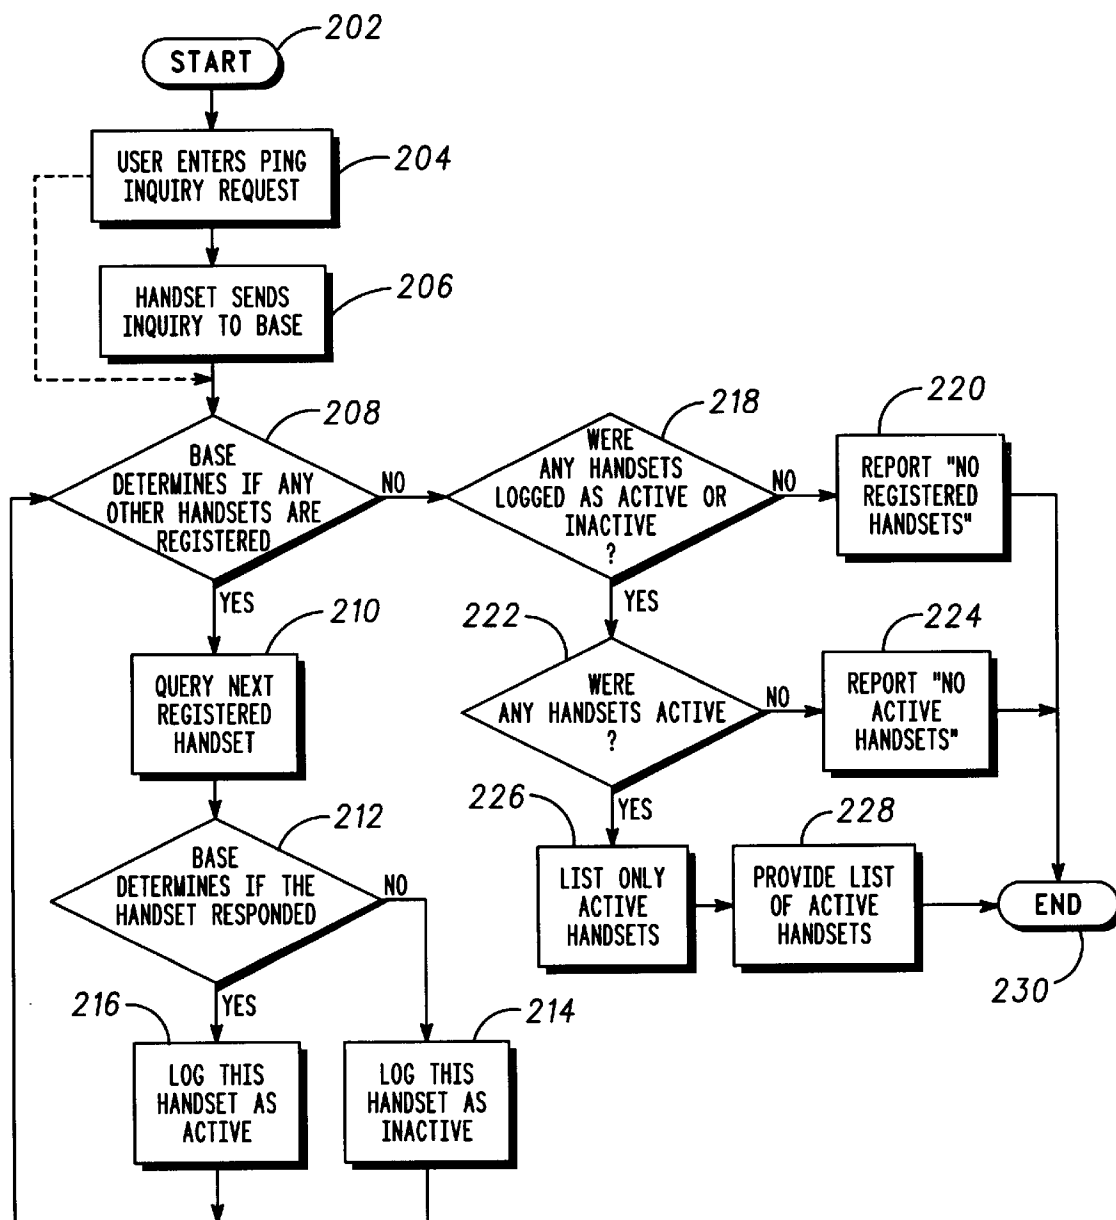 202
START
USER ENTERS PING
INQUIRY REQUEST
204
HANDSET SENDS
INQUIRY TO BASE
206
208
BASE
DETERMINES IF ANY
OTHER HANDSETS ARE
REGISTERED
NO
YES
218
WERE
ANY HANDSETS
LOGGED AS ACTIVE OR
INACTIVE
?
NO
YES
220
REPORT "NO
REGISTERED
HANDSETS"
210
QUERY NEXT
REGISTERED
HANDSET
222
WERE
ANY HANDSETS ACTIVE
?
NO
YES
224
REPORT "NO
ACTIVE
HANDSETS"
212
BASE
DETERMINES IF THE
HANDSET RESPONDED
NO
YES
226
LIST ONLY
ACTIVE
HANDSETS
228
PROVIDE LIST
OF ACTIVE
HANDSETS
END
230
216
LOG THIS
HANDSET AS
ACTIVE
214
LOG THIS
HANDSET AS
INACTIVE